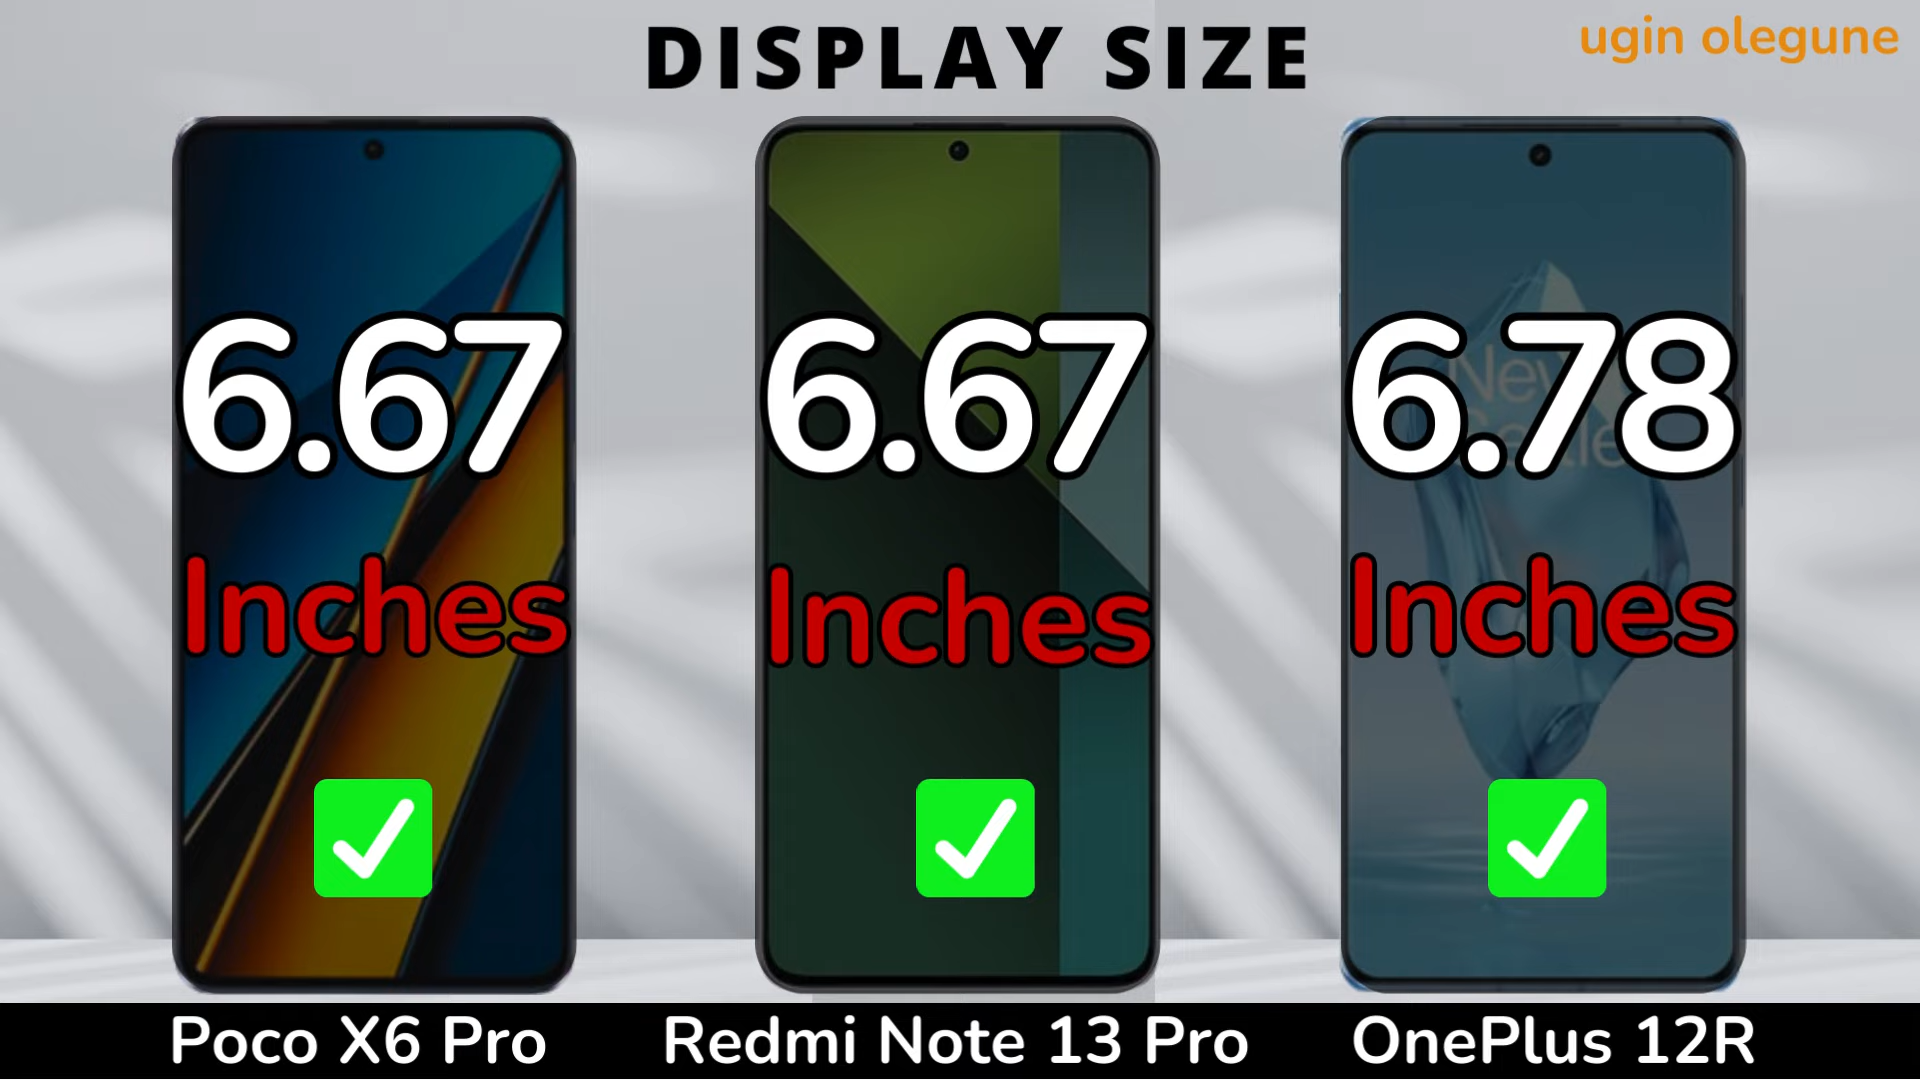 DISPLAY SIZE
ugin olegune
6.67
Inches
6.67
Inches
6.78
Inches
Poco X6 Pro
Redmi Note 13 Pro
OnePlus 12R